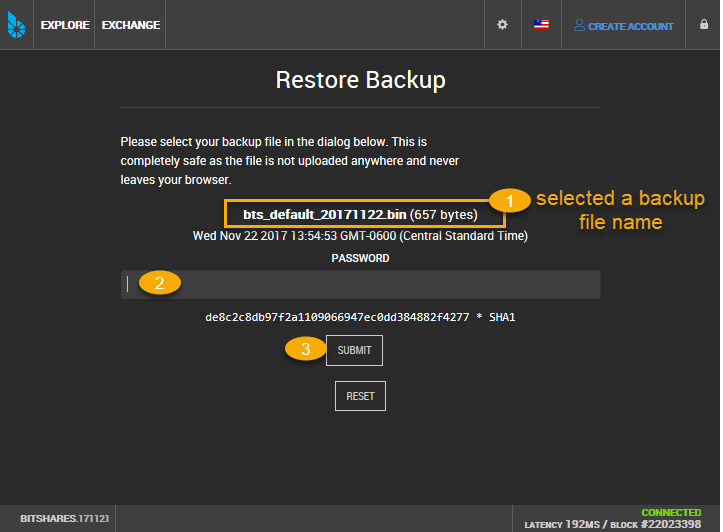 EXPLORE EXCHANGE CREATE ACCOUNT
Restore Backup
Please select your backup file in the dialog below. This is
completely safe as the file is not uploaded anywhere and never
leaves your browser.
1 selected a backup
file name
bts_default_20171122.bin (657 bytes)
Wed Nov 22 2017 13:54:53 GMT-0600 (Central Standard Time)
PASSWORD
2
de8c2c8db97f2a1109066947ec0dd384882f4277 * SHA1
3 SUBMIT
RESET
CONNECTED
BITSHARES.171121 LATENCY 192MS / BLOCK #22023398